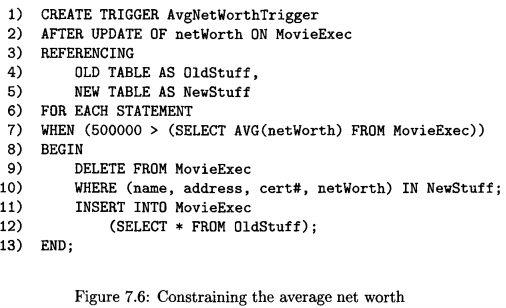 1) CREATE TRIGGER AvgNetWorthTrigger
2) AFTER UPDATE OF netWorth ON MovieExec
3) REFERENCING
4) OLD TABLE AS OldStuff,
5) NEW TABLE AS NewStuff
6) FOR EACH STATEMENT
7) WHEN (500000 > (SELECT AVG(netWorth) FROM MovieExec))
8) BEGIN
9) DELETE FROM MovieExec
10) WHERE (name, address, cert#, netWorth) IN NewStuff;
11) INSERT INTO MovieExec
12) (SELECT * FROM OldStuff);
13) END;
Figure 7.6: Constraining the average net worth